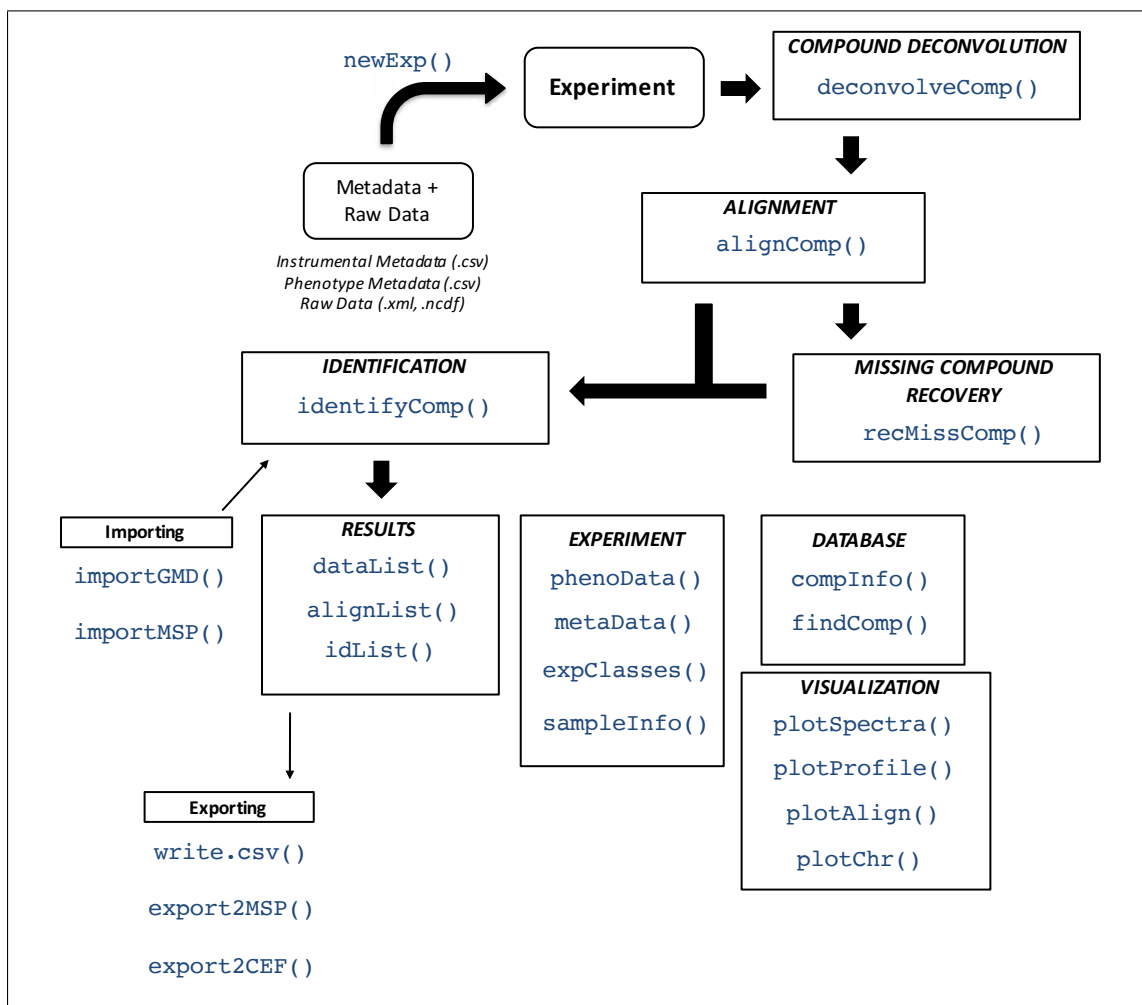 newExp()
Experiment
COMPOUND DECONVOLUTION
deconvolveComp()
Metadata +
Raw Data
Instrumental Metadata (.csv)
Phenotype Metadata (.csv)
Raw Data (.xml, .ncdf)
ALIGNMENT
alignComp()
IDENTIFICATION
identifyComp()
MISSING COMPOUND
RECOVERY
recMissComp()
Importing
importGMD()
importMSP()
RESULTS
dataList()
alignList()
idList()
EXPERIMENT
phenoData()
metaData()
expClasses()
sampleInfo()
DATABASE
compInfo()
findComp()
VISUALIZATION
plotSpectra()
plotProfile()
plotAlign()
plotChr()
Exporting
write.csv()
export2MSP()
export2CEF()